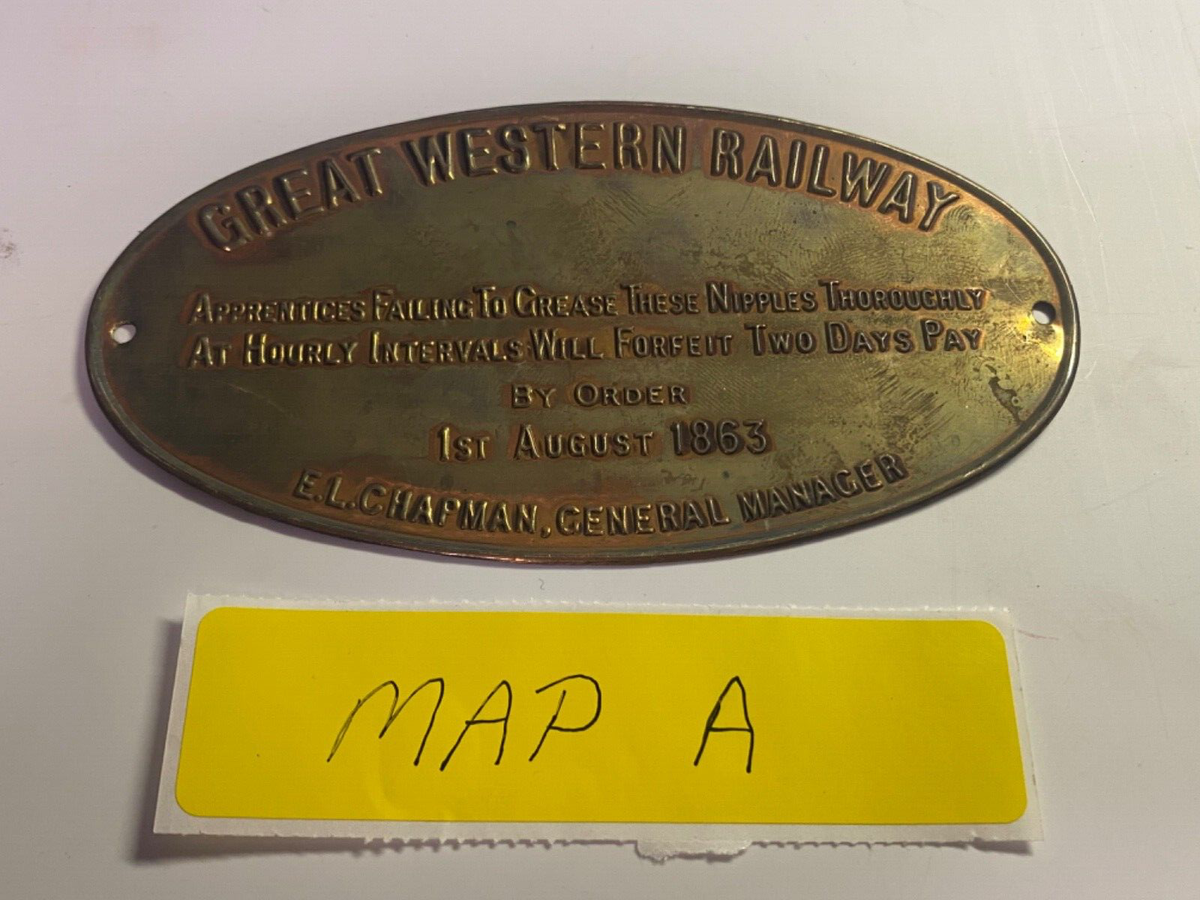 GREAT WESTERN RAILWAY
APPRENTICES FAILING TO GREASE THESE NIPPLES THOROUGHLY
AT HOURLY INTERVALS WILL FORFEIT TWO DAYS PAY
BY ORDER
1ST AUGUST 1863
E.L.CHAPMAN, GENERAL MANAGER
MAP A